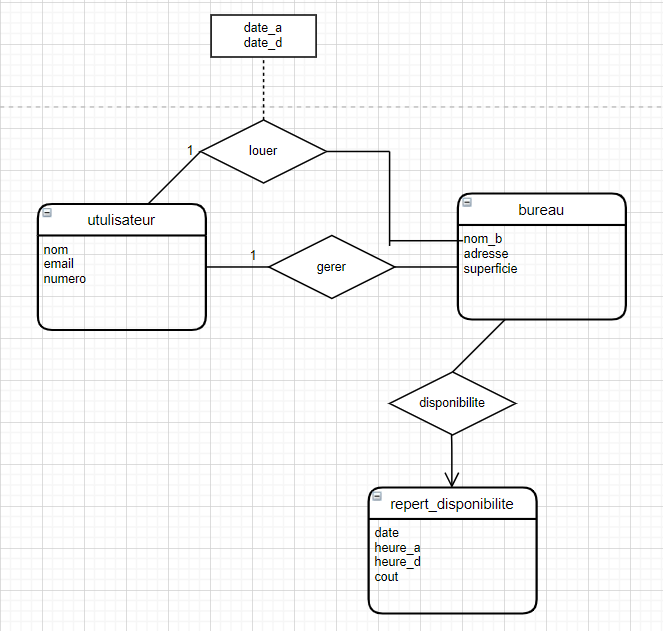 date_a
date_d
1
louer
utulisateur
nom
email
numero
1
gerer
bureau
nom_b
adresse
superficie
disponibilite
repert_disponibilite
date
heure_a
heure_d
cout